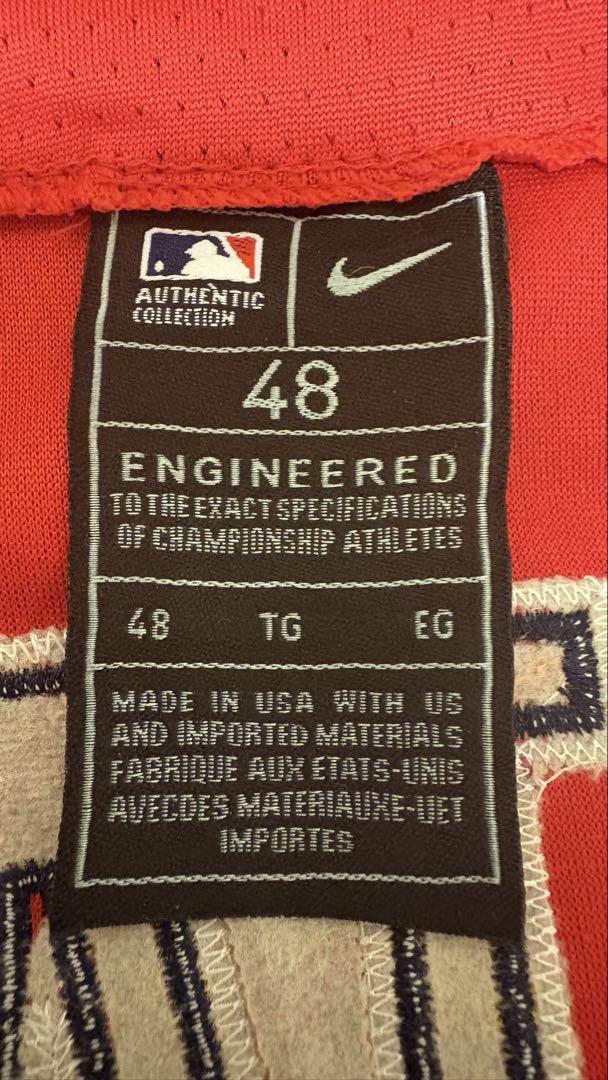 AUTHENTIC
COLLECTION
48
ENGINEERED
TO THE EXACT SPECIFICATIONS
OF CHAMPIONSHIP ATHLETES
48 TG EG
MADE IN USA WITH US
AND IMPORTED MATERIALS
FABRIQUE AUX ETATS-UNIS
AVECDES MATERIAUXE-UET
IMPORTES